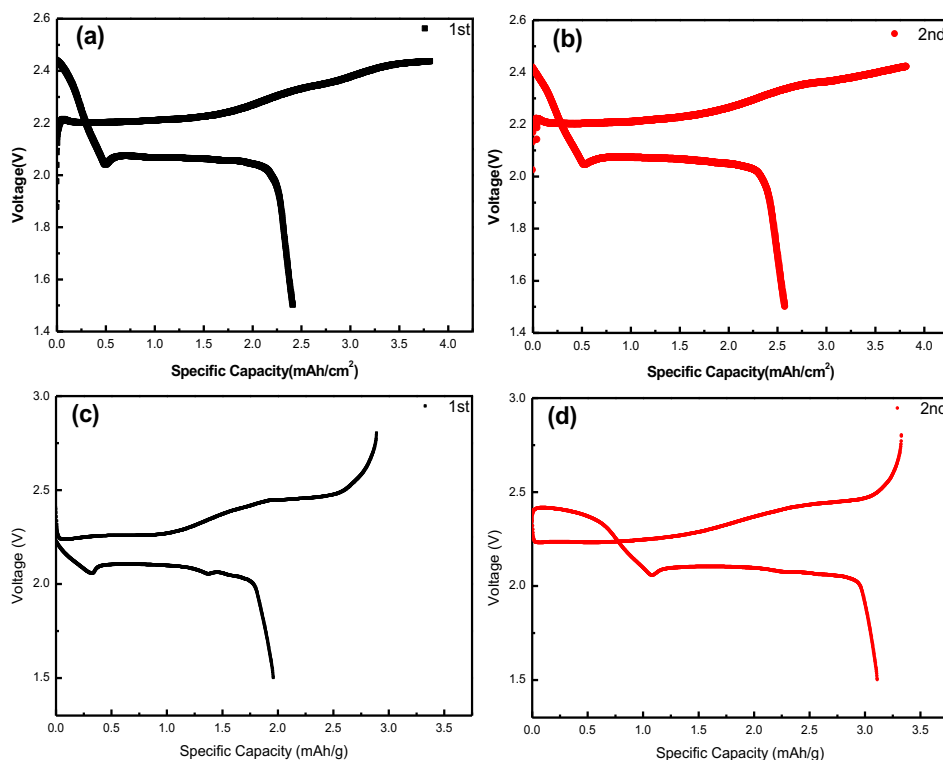 (a)
1st
2.6
2.4
2.2
2.0
1.8
1.6
1.4
Voltage(V)
0.0 0.5 1.0 1.5 2.0 2.5 3.0 3.5 4.0
Specific Capacity(mAh/cm²)
(b)
2nd
2.6
2.4
2.2
2.0
1.8
1.6
1.4
Voltage(V)
0.0 0.5 1.0 1.5 2.0 2.5 3.0 3.5 4.0
Specific Capacity(mAh/cm²)
(c)
1st
3.0
2.5
2.0
1.5
Voltage (V)
0.0 0.5 1.0 1.5 2.0 2.5 3.0
Specific Capacity (mAh/g)
(d)
2nd
3.0
2.5
2.0
1.5
Voltage (V)
0.0 0.5 1.0 1.5 2.0 2.5 3.0 3.5
Specific Capacity (mAh/g)